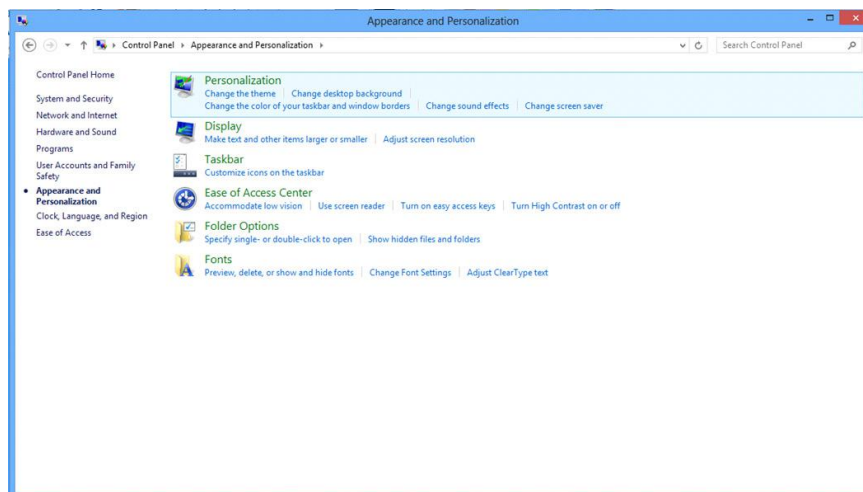 Appearance and Personalization
Control Panel Appearance and Personalization
Search Control Panel
Control Panel Home
System and Security
Network and Internet
Hardware and Sound
Programs
User Accounts and Family
Safety
Appearance and
Personalization
Clock, Language, and Region
Ease of Access
Personalization
Change the theme Change desktop background
Change the color of your taskbar and window borders Change sound effects Change screen saver
Display
Make text and other items larger or smaller Adjust screen resolution
Taskbar
Customize icons on the taskbar
Ease of Access Center
Accommodate low vision Use screen reader Turn on easy access keys Turn High Contrast on or off
Folder Options
Specify single- or double-click to open Show hidden files and folders
Fonts
Preview, delete, or show and hide fonts Change Font Settings Adjust ClearType text